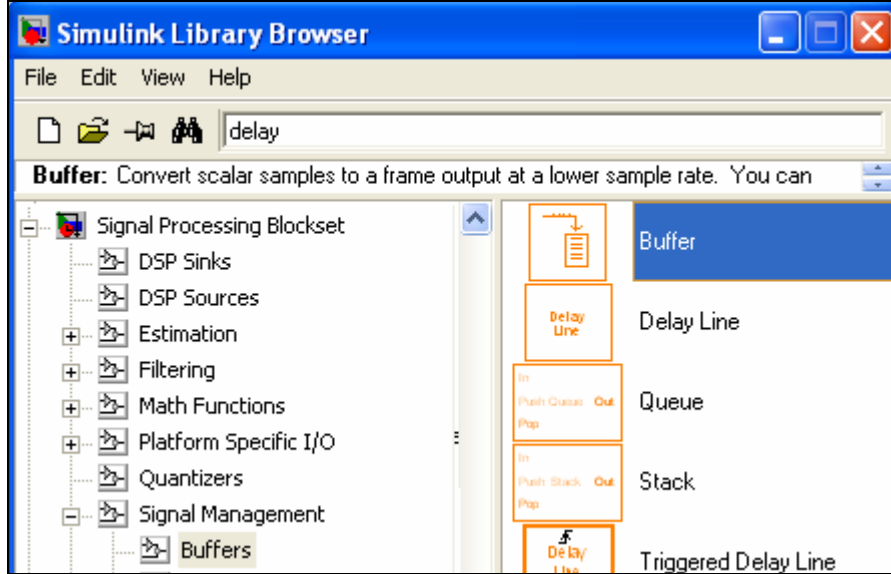 Simulink Library Browser
File Edit View Help
delay
Buffer: Convert scalar samples to a frame output at a lower sample rate. You can
Signal Processing Blockset
DSP Sinks
DSP Sources
Estimation
Filtering
Math Functions
Platform Specific I/O
Quantizers
Signal Management
Buffers
Buffer
Delay
Line
Delay Line
In
Push Queue Out
Pop
Queue
In
Push Stack Out
Pop
Stack
Delay
Line
Triggered Delay Line